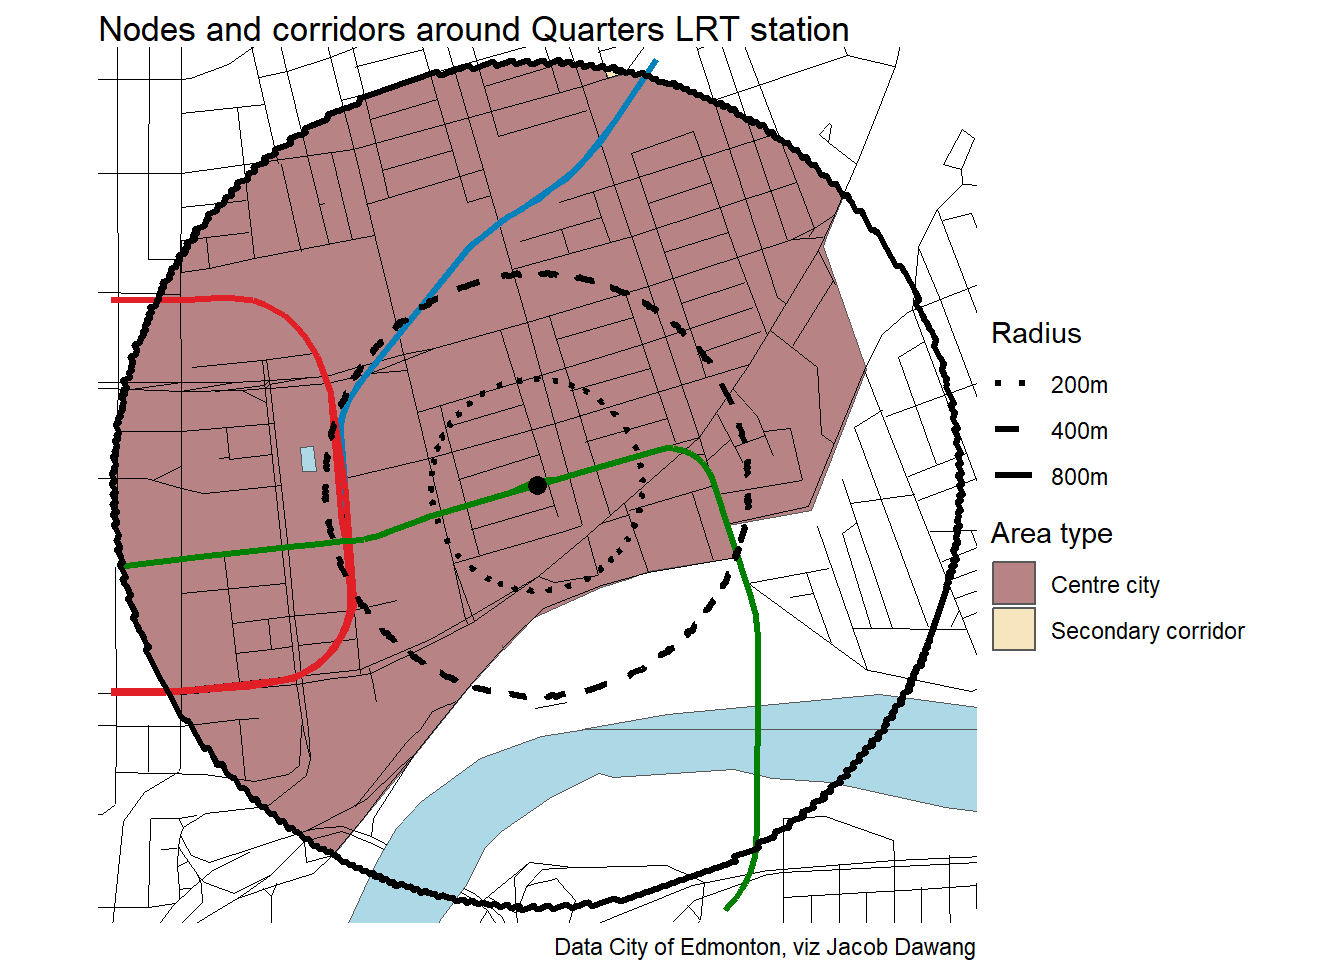 Nodes and corridors around Quarters LRT station
Radius
200m
400m
800m
Area type
Centre city
Secondary corridor
Data City of Edmonton, viz Jacob Dawang